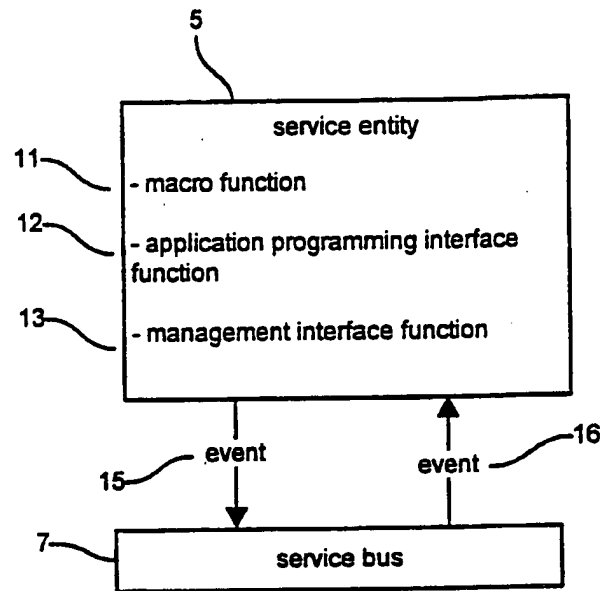 5
service entity
11
- macro function
12
- application programming interface
function
13
- management interface function
15
event
event
16
7
service bus